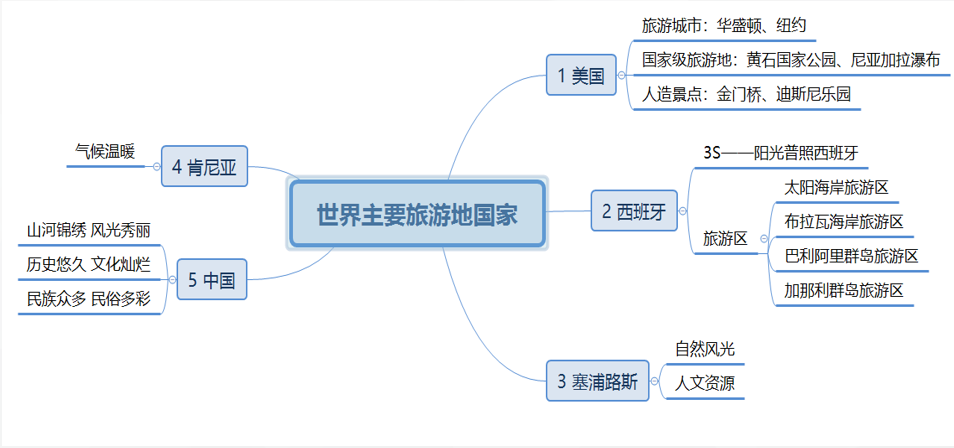 世界主要旅游地国家
1 美国
旅游城市：华盛顿、纽约
国家级旅游地：黄石国家公园、尼亚加拉瀑布
人造景点：金门桥、迪斯尼乐园
2 西班牙
3S——阳光普照西班牙
旅游区
太阳海岸旅游区
布拉瓦海岸旅游区
巴利阿里群岛旅游区
加那利群岛旅游区
3 塞浦路斯
自然风光
人文资源
4 肯尼亚
气候温暖
5 中国
山河锦绣 风光秀丽
历史悠久 文化灿烂
民族众多 民俗多彩